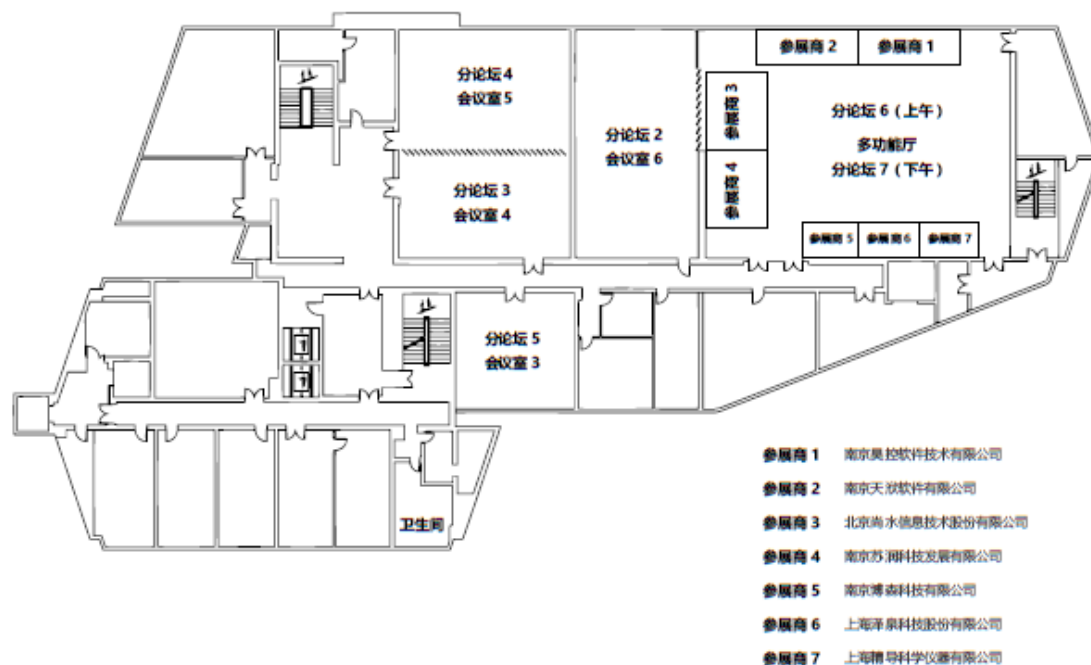 参展商 2
参展商 1
分论坛 4
会议室 5
分论坛 2
会议室 6
参展商 3
分论坛 6（上午）
多功能厅
分论坛 7（下午）
分论坛 3
会议室 4
参展商 4
参展商 5
参展商 6
参展商 7
分论坛 5
会议室 3
卫生间
参展商 1 南京昊控软件技术有限公司
参展商 2 南京天洑软件有限公司
参展商 3 北京尚水信息技术股份有限公司
参展商 4 南京苏润科技发展有限公司
参展商 5 南京博森科技有限公司
参展商 6 上海泽泉科技股份有限公司
参展商 7 上海精导科学仪器有限公司